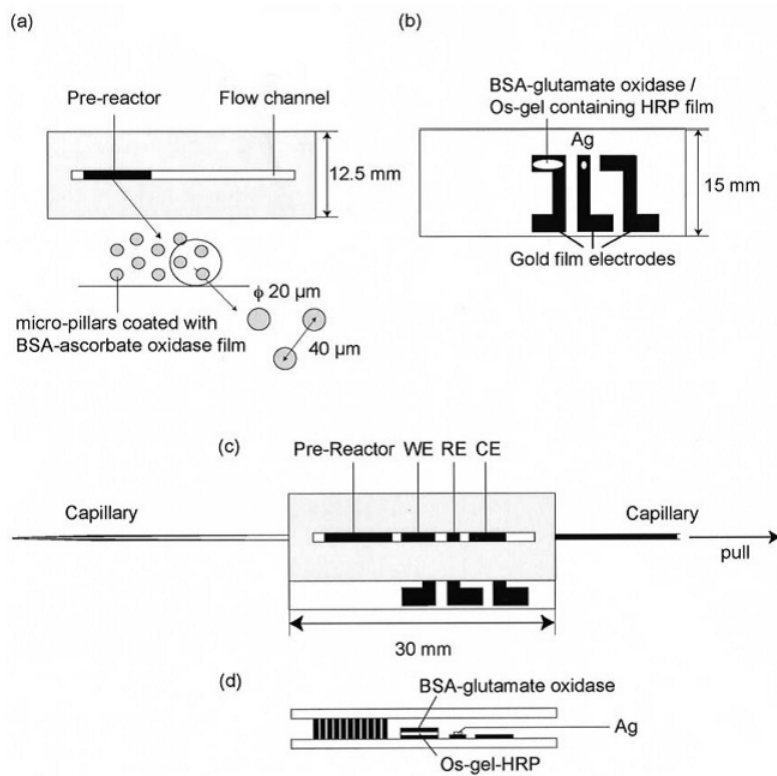 (a)
Pre-reactor
Flow channel
12.5 mm
micro-pillars coated with
BSA-ascorbate oxidase film
ϕ 20 µm
40 µm
(b)
BSA-glutamate oxidase /
Os-gel containing HRP film
Ag
15 mm
Gold film electrodes
(c)
Pre-Reactor WE RE CE
Capillary
Capillary
pull
30 mm
(d)
BSA-glutamate oxidase
Ag
Os-gel-HRP